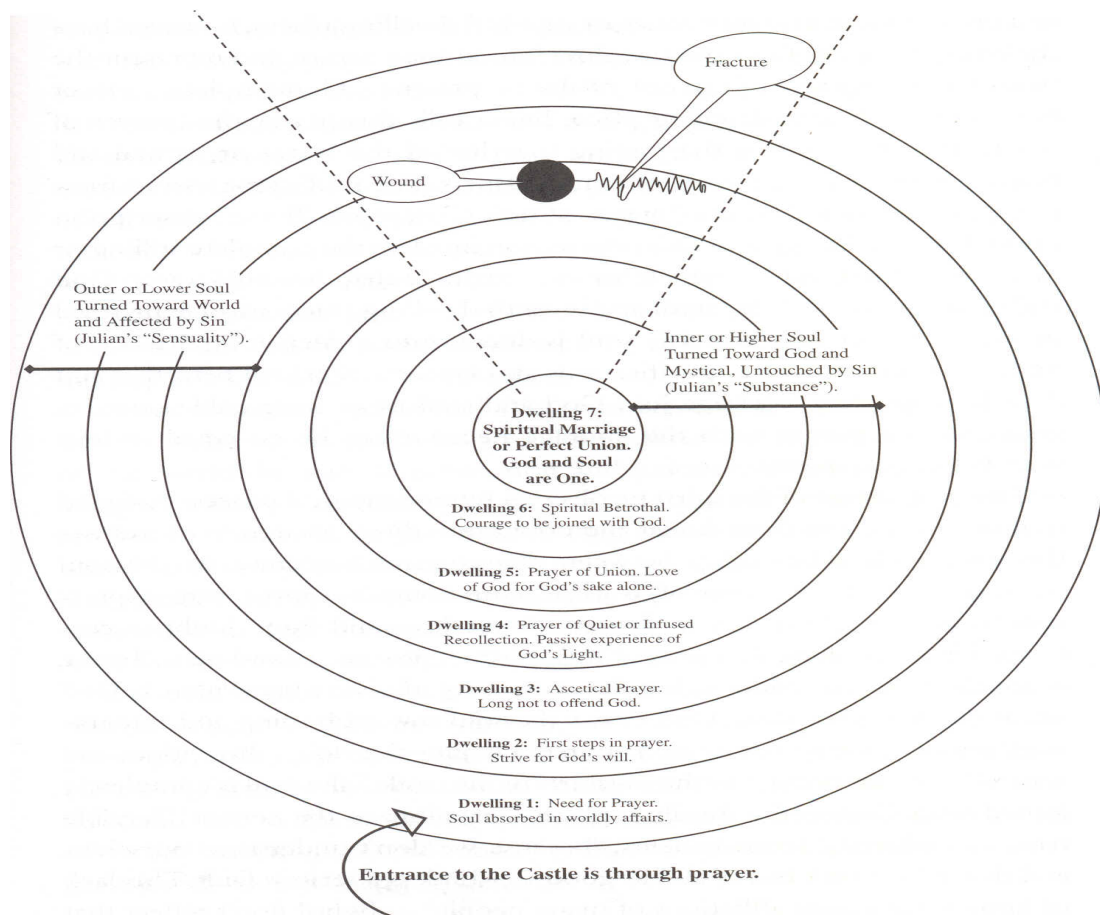 Fracture
Wound
Outer or Lower Soul
Turned Toward World
and Affected by Sin
(Julian's “Sensuality”).
Inner or Higher Soul
Turned Toward God and
Mystical, Untouched by Sin
(Julian's “Substance”).
Dwelling 7:
Spiritual Marriage
or Perfect Union.
God and Soul
are One.
Dwelling 6: Spiritual Betrothal.
Courage to be joined with God.
Dwelling 5: Prayer of Union. Love
of God for God's sake alone.
Dwelling 4: Prayer of Quiet or Infused
Recollection. Passive experience of
God's Light.
Dwelling 3: Ascetical Prayer.
Long not to offend God.
Dwelling 2: First steps in prayer.
Strive for God's will.
Dwelling 1: Need for Prayer.
Soul absorbed in worldly affairs.
Entrance to the Castle is through prayer.